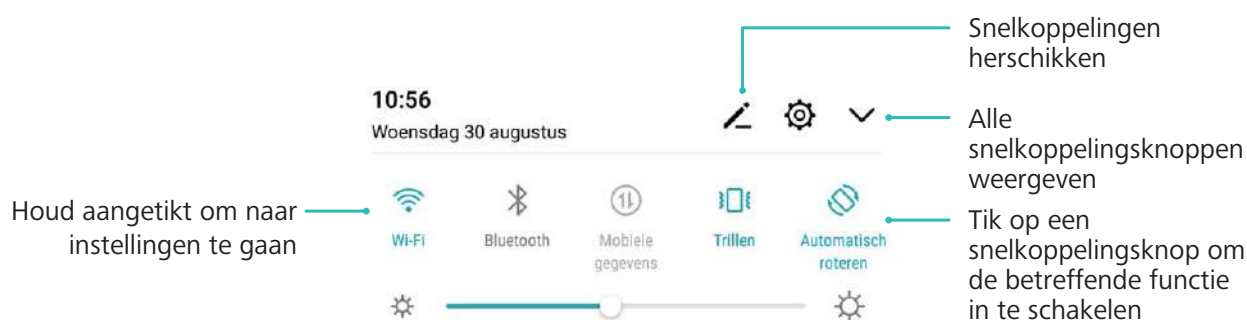 Snelkoppelingen
herschikken
10:56
Woensdag 30 augustus
Alle
snelkoppelingsknoppen
weergeven
Houd aangetikt om naar
instellingen te gaan
Wi-Fi
Bluetooth
Mobiele
gegevens
Trillen
Automatisch
roteren
Tik op een
snelkoppelingsknop om
de betreffende functie
in te schakelen